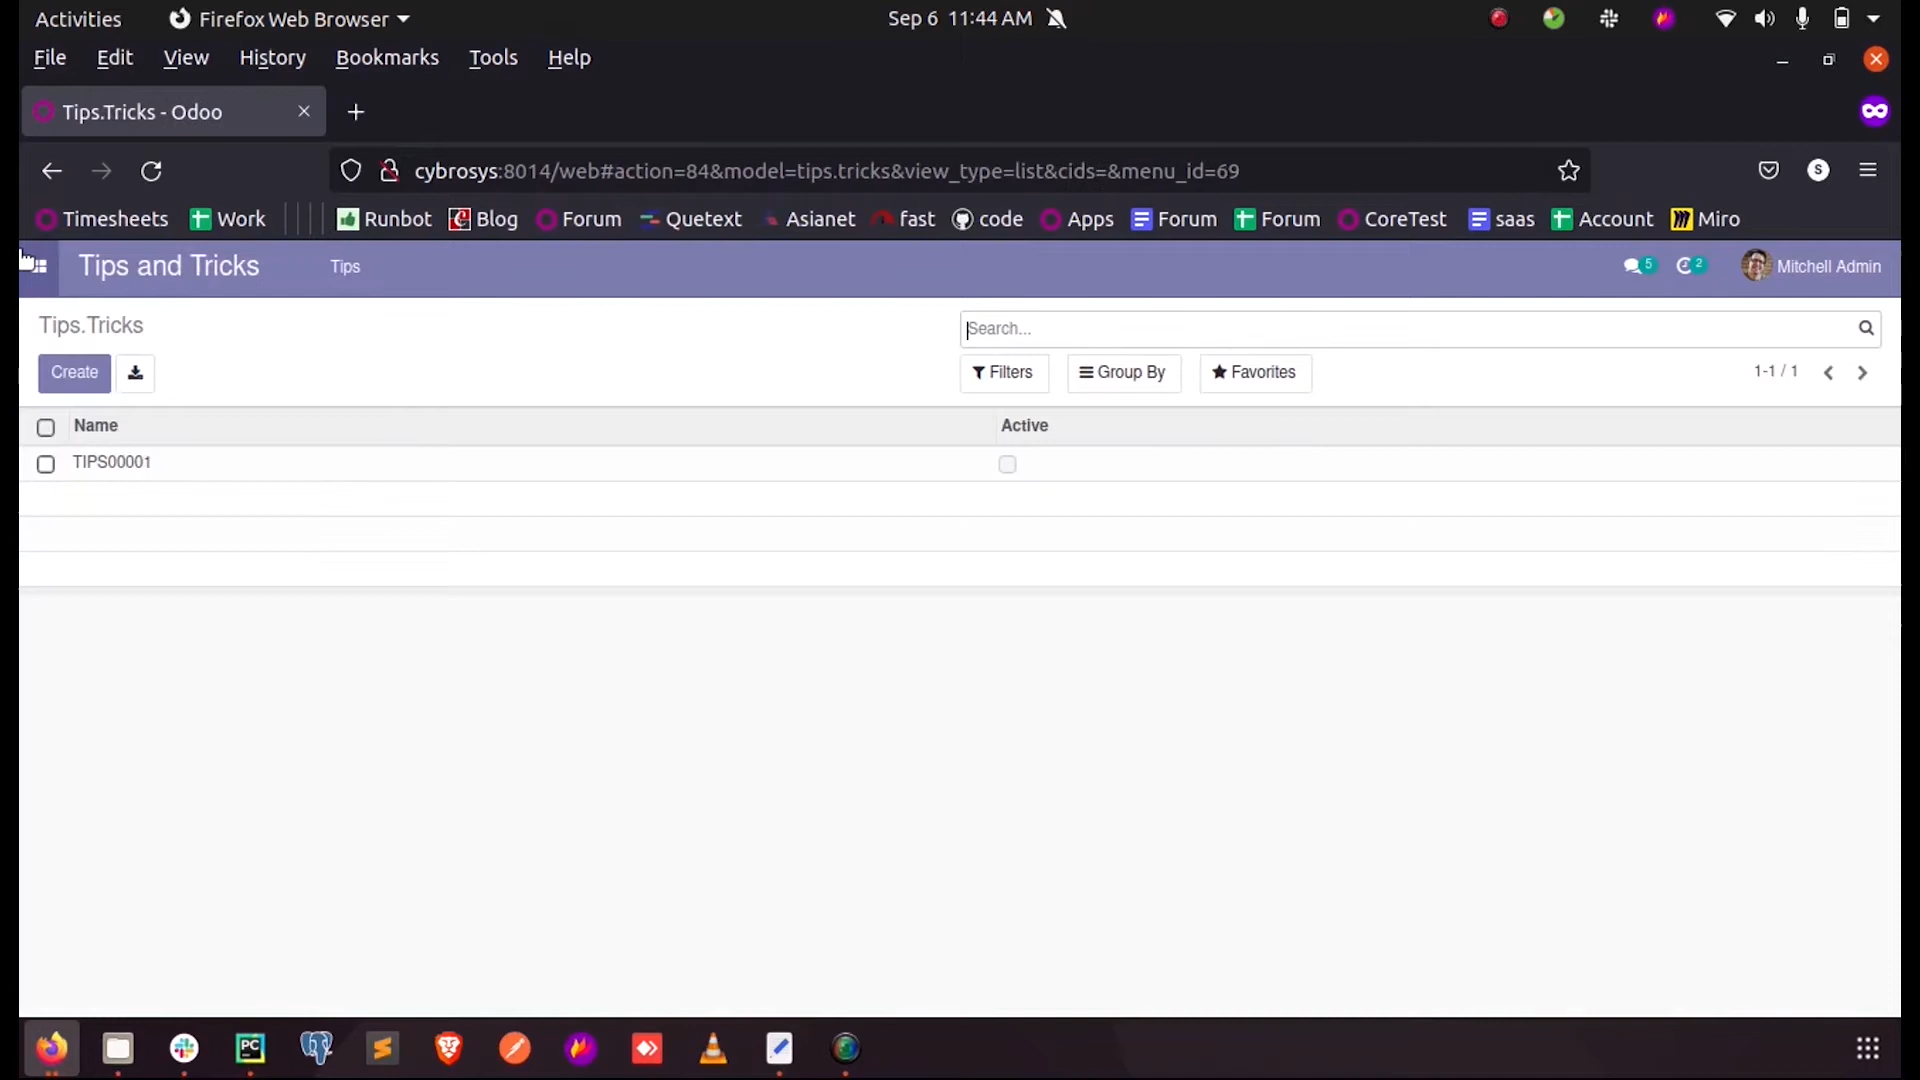 Activities Firefox Web Browser Sep 6 11:44 AM
File Edit View History Bookmarks Tools Help
Tips.Tricks - Odoo
cybrosys:8014/web#action=84&model=tips.tricks&view_type=list&cids=&menu_id=69 S
Timesheets Work Runbot Blog Forum Quetext Asianet fast code Apps Forum Forum CoreTest saas Account Miro
Tips and Tricks Tips 5 2 Mitchell Admin
Tips.Tricks Search...
Create Filters Group By Favorites 1-1 / 1
Name Active
TIPS00001
PC